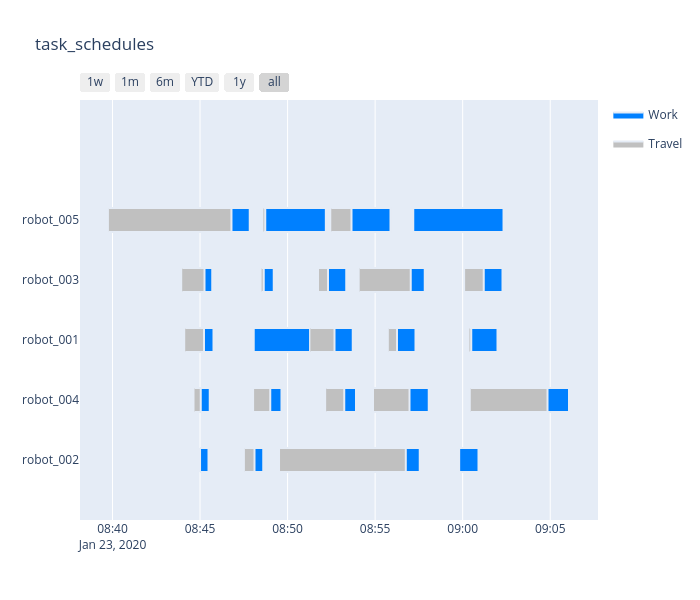 task_schedules
1w 1m 6m YTD 1y all
Work
Travel
robot_005
robot_003
robot_001
robot_004
robot_002
08:40 08:45 08:50 08:55 09:00 09:05
Jan 23, 2020